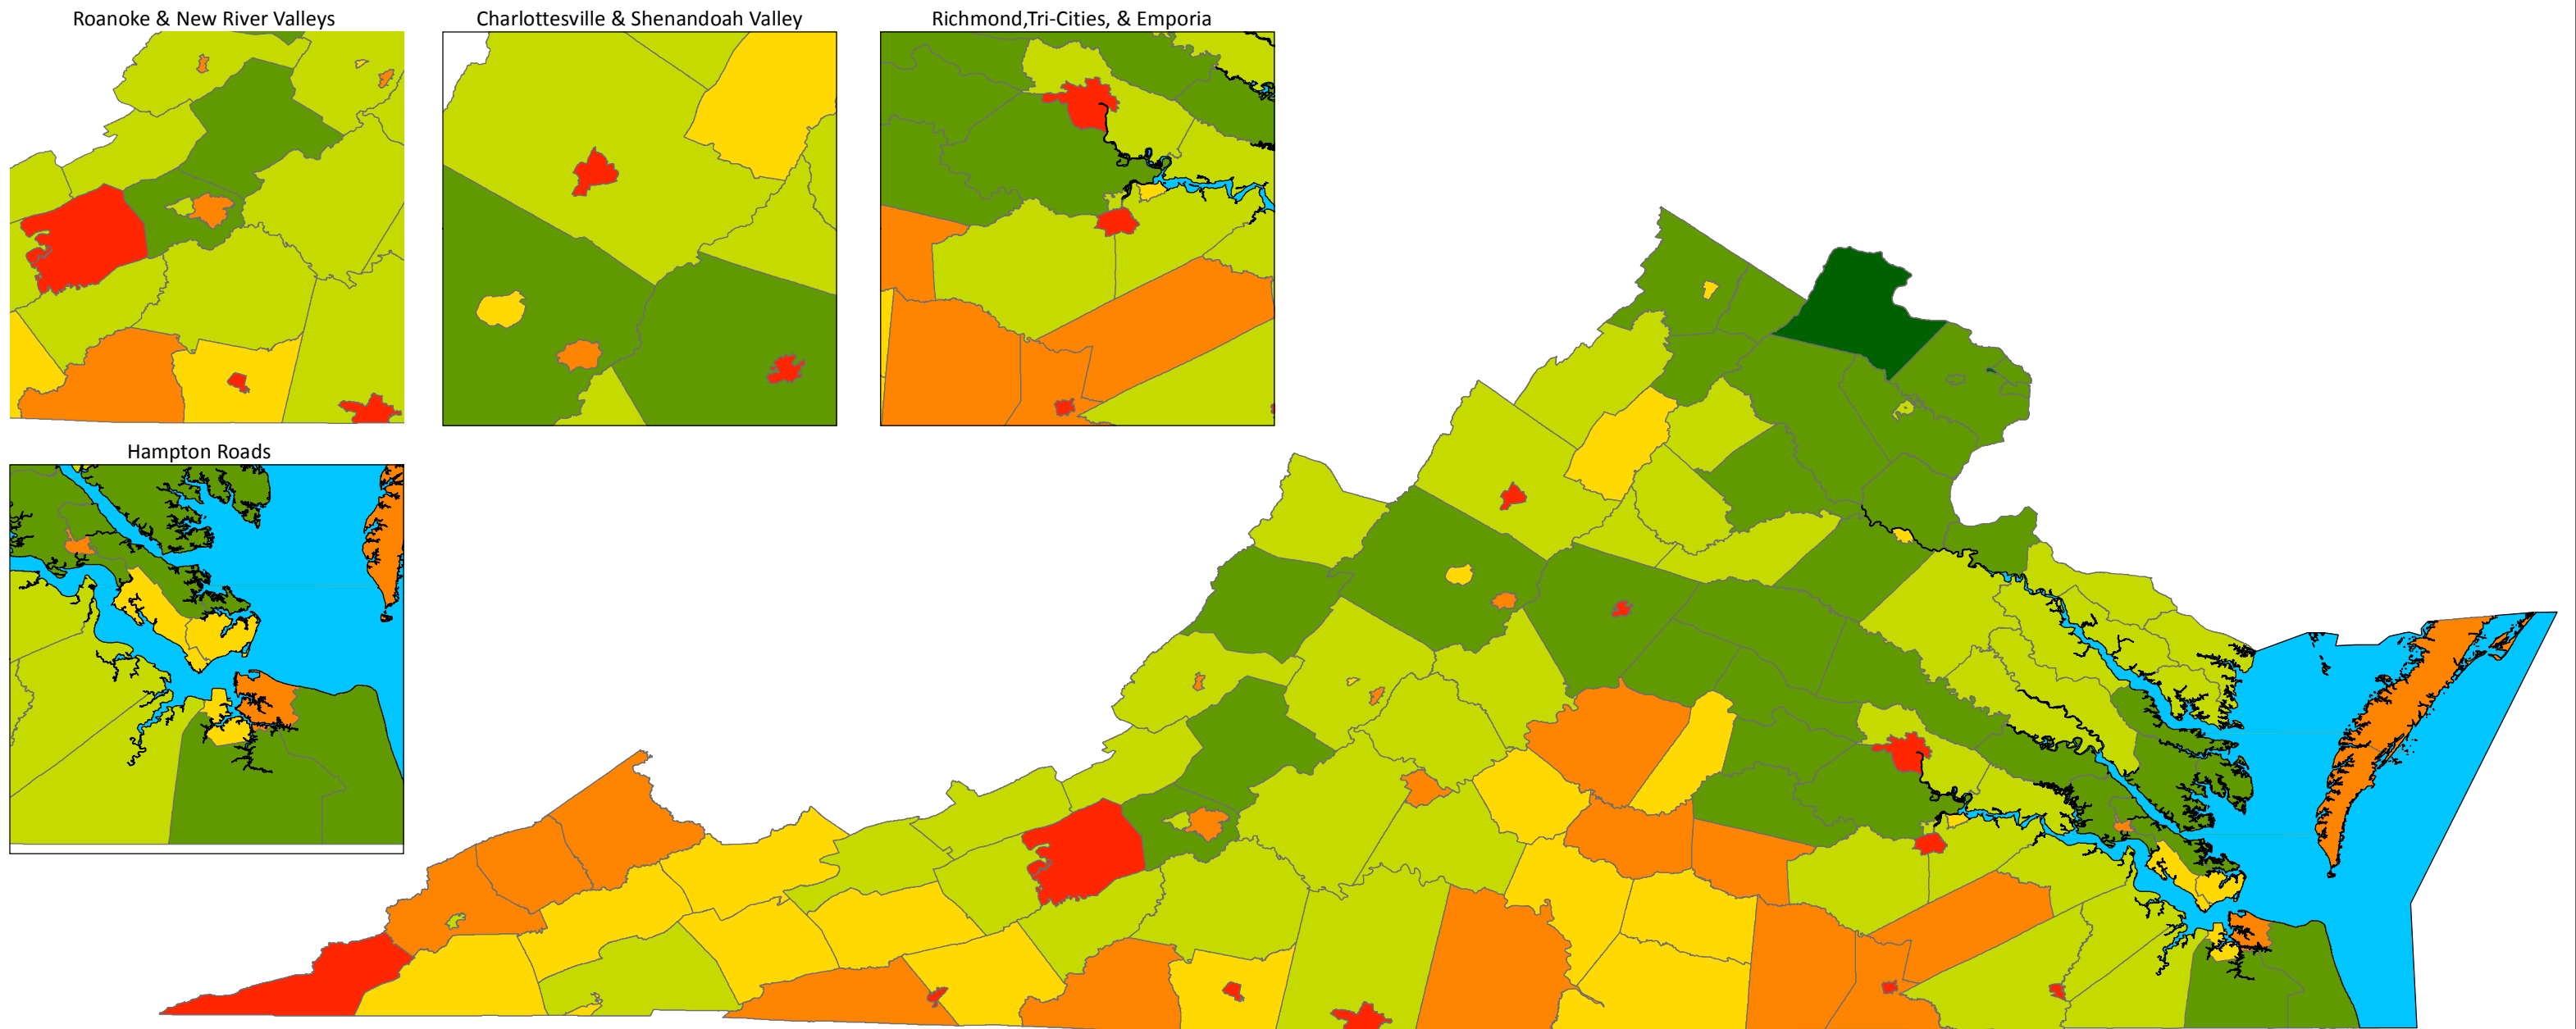 Roanoke & New River Valleys
Charlottesville & Shenandoah Valley
Richmond,Tri-Cities, & Emporia
Hampton Roads